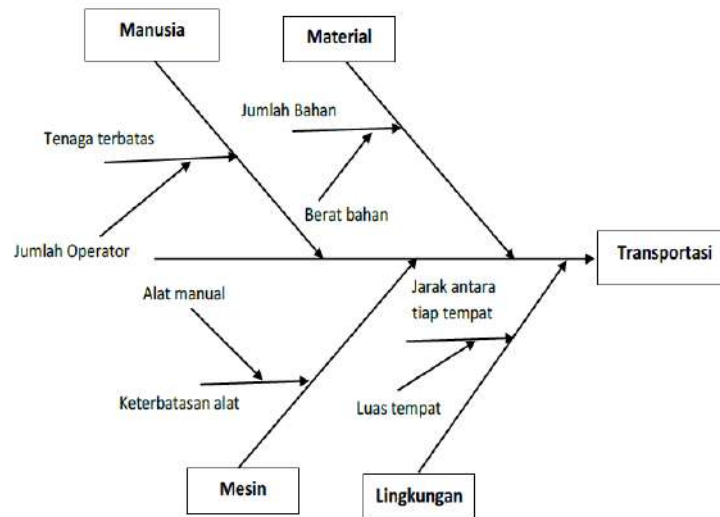 Manusia
Material
Jumlah Bahan
Tenaga terbatas
Berat bahan
Jumlah Operator
Transportasi
Alat manual
Jarak antara
tiap tempat
Keterbatasan alat
Luas tempat
Mesin
Lingkungan